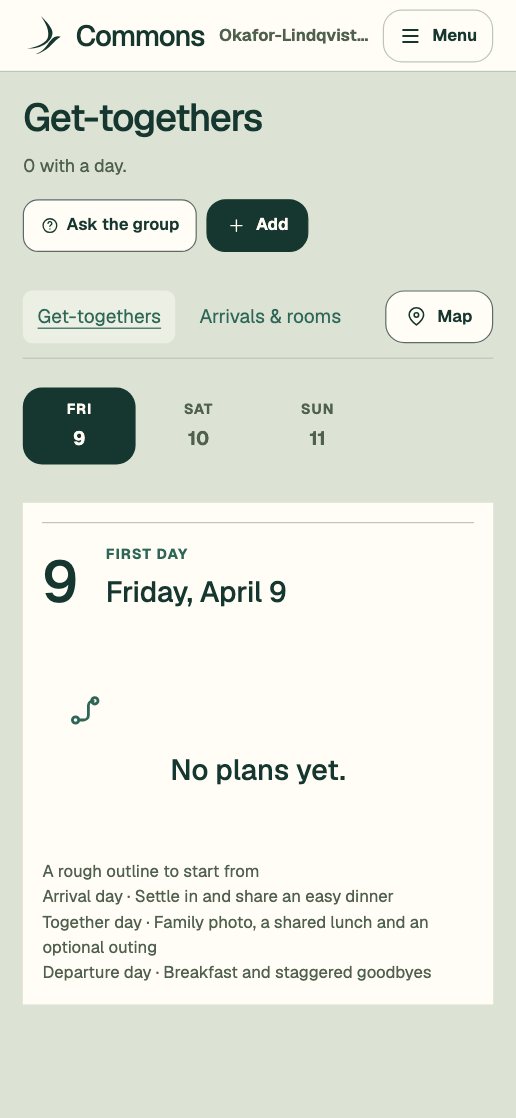 Commons
Okafor-Lindqvist…
Menu
Get-togethers
0 with a day.
Ask the group
Add
Get-togethers
Arrivals & rooms
Map
FRI
9
SAT
10
SUN
11
9
FIRST DAY
Friday, April 9
No plans yet.
A rough outline to start from
Arrival day · Settle in and share an easy dinner
Together day · Family photo, a shared lunch and an
optional outing
Departure day · Breakfast and staggered goodbyes